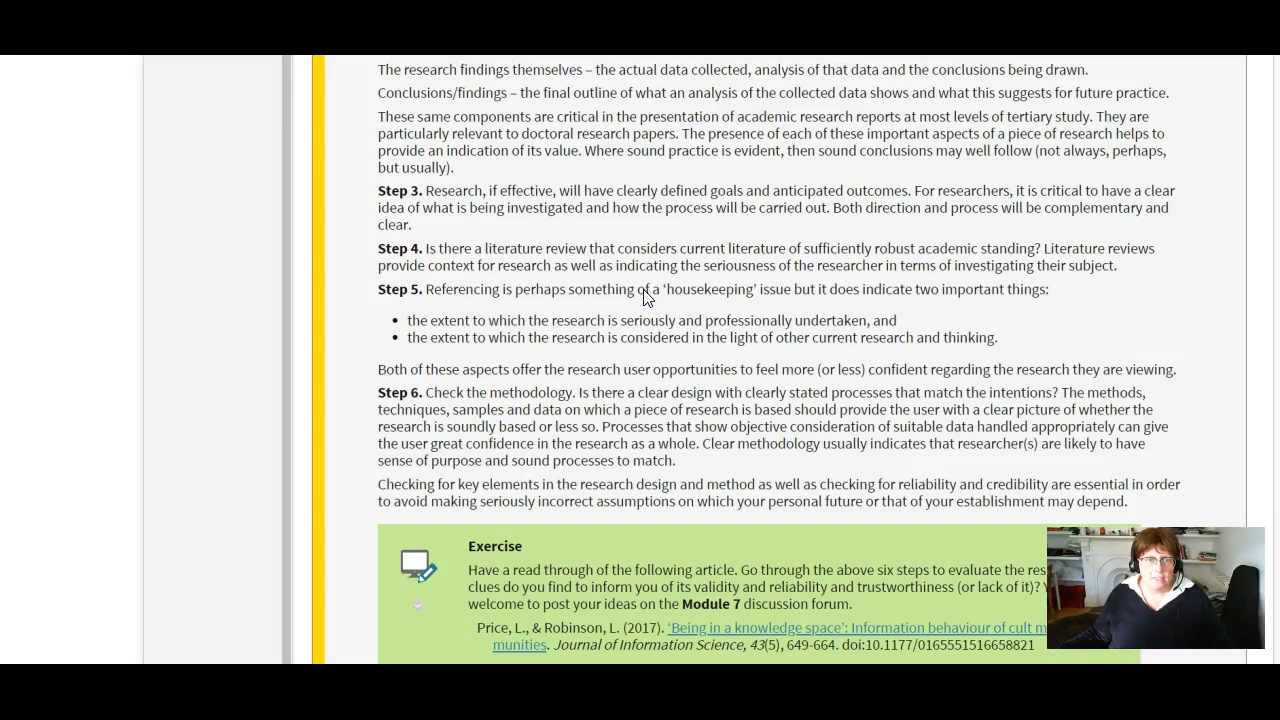 The research findings themselves – the actual data collected, analysis of that data and the conclusions being drawn.
Conclusions/findings – the final outline of what an analysis of the collected data shows and what this suggests for future practice.
These same components are critical in the presentation of academic research reports at most levels of tertiary study. They are
particularly relevant to doctoral research papers. The presence of each of these important aspects of a piece of research helps to
provide an indication of its value. Where sound practice is evident, then sound conclusions may well follow (not always, perhaps,
but usually).
Step 3. Research, if effective, will have clearly defined goals and anticipated outcomes. For researchers, it is critical to have a clear
idea of what is being investigated and how the process will be carried out. Both direction and process will be complementary and
clear.
Step 4. Is there a literature review that considers current literature of sufficiently robust academic standing? Literature reviews
provide context for research as well as indicating the seriousness of the researcher in terms of investigating their subject.
Step 5. Referencing is perhaps something of a ‘housekeeping’ issue but it does indicate two important things:
• the extent to which the research is seriously and professionally undertaken, and
• the extent to which the research is considered in the light of other current research and thinking.
Both of these aspects offer the research user opportunities to feel more (or less) confident regarding the research they are viewing.
Step 6. Check the methodology. Is there a clear design with clearly stated processes that match the intentions? The methods,
techniques, samples and data on which a piece of research is based should provide the user with a clear picture of whether the
research is soundly based or less so. Processes that show objective consideration of suitable data handled appropriately can give
the user great confidence in the research as a whole. Clear methodology usually indicates that researcher(s) are likely to have
sense of purpose and sound processes to match.
Checking for key elements in the research design and method as well as checking for reliability and credibility are essential in order
to avoid making seriously incorrect assumptions on which your personal future or that of your establishment may depend.
Exercise
Have a read through of the following article. Go through the above six steps to evaluate the res
clues do you find to inform you of its validity and reliability and trustworthiness (or lack of it)?
welcome to post your ideas on the Module 7 discussion forum.
Price, L., & Robinson, L. (2017). ‘Being in a knowledge space’: Information behaviour of cult m
munities. Journal of Information Science, 43(5), 649-664. doi:10.1177/0165551516658821